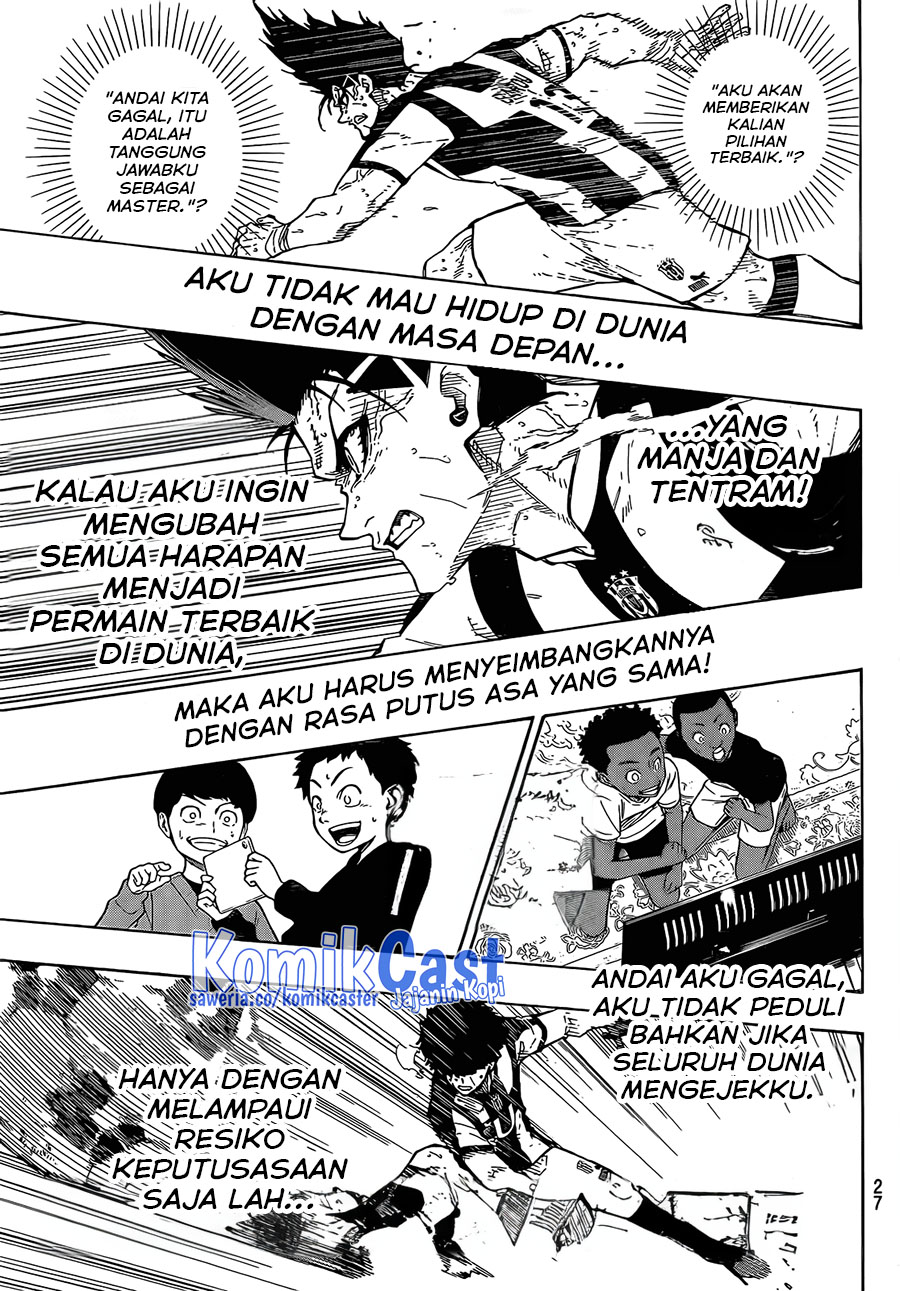 "AKU AKAN
MEMBERIKAN
KALIAN
PILIHAN
TERBAIK."?
"ANDAI KITA
GAGAL, ITU
ADALAH
TANGGUNG
JAWABKU
SEBAGAI
MASTER."?
AKU TIDAK MAU HIDUP DI DUNIA
DENGAN MASA DEPAN...
...YANG
MANJA DAN
TENTRAM!
KALAU AKU INGIN
MENGUBAH
SEMUA HARAPAN
MENJADI
PERMAIN TERBAIK
DI DUNIA,
MAKA AKU HARUS MENYEIMBANGKANNYA
DENGAN RASA PUTUS ASA YANG SAMA!
KomikCast
saweria.co/komikcaster Jajanin Kopi
ANDAI AKU GAGAL,
AKU TIDAK PEDULI
BAHKAN JIKA
SELURUH DUNIA
MENGEJEKKU.
HANYA DENGAN
MELAMPAUI
RESIKO
KEPUTUSASAAN
SAJA LAH...
27